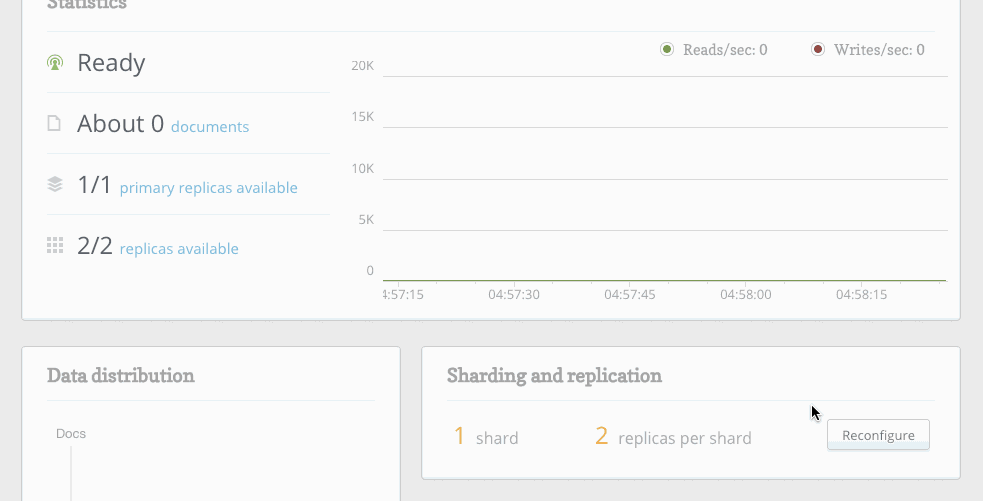 Statistics
Ready
About 0 documents
1/1 primary replicas available
2/2 replicas available
Reads/sec: 0
Writes/sec: 0
20K
15K
10K
5K
0
4:57:15
04:57:30
04:57:45
04:58:00
04:58:15
Data distribution
Docs
Sharding and replication
1 shard
2 replicas per shard
Reconfigure